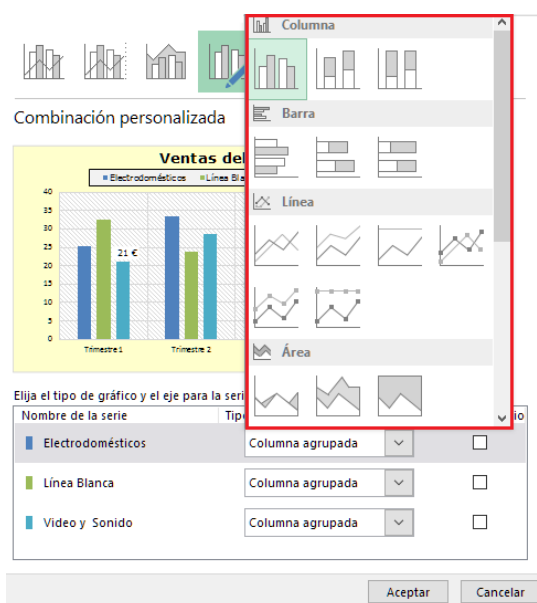 Columna
Barra
Línea
Área
Combinación personalizada
Ventas del
Electrodomésticos Línea Bla
40
35
30
25
20
15
10
5
0
21 €
Trimestre 1 Trimestre 2
Elija el tipo de gráfico y el eje para la seri
Nombre de la serie Tip io
Electrodomésticos Columna agrupada
Línea Blanca Columna agrupada
Video y Sonido Columna agrupada
Aceptar Cancelar